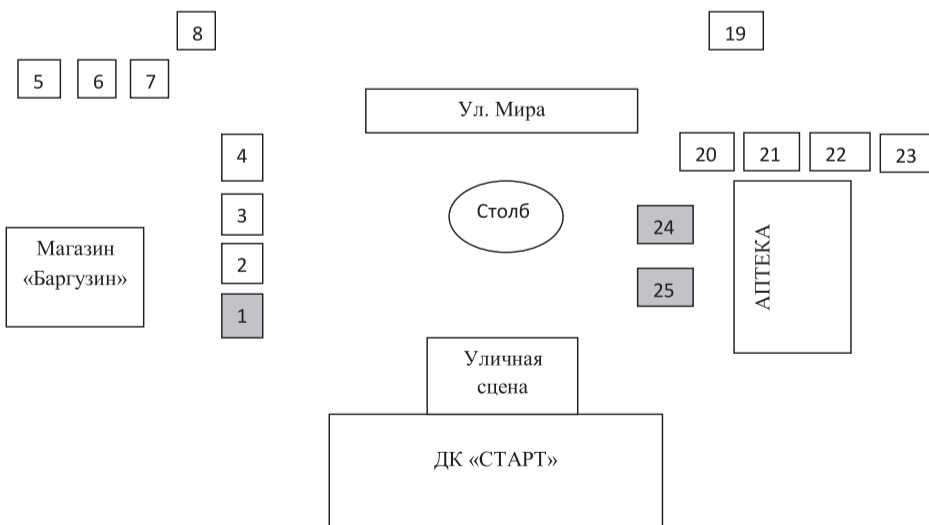 8
19
5 6 7
Ул. Мира
4
20 21 22 23
3
Столб
24
Магазин
«Баргузин»
2
25
АПТЕКА
1
Уличная
сцена
ДК «СТАРТ»